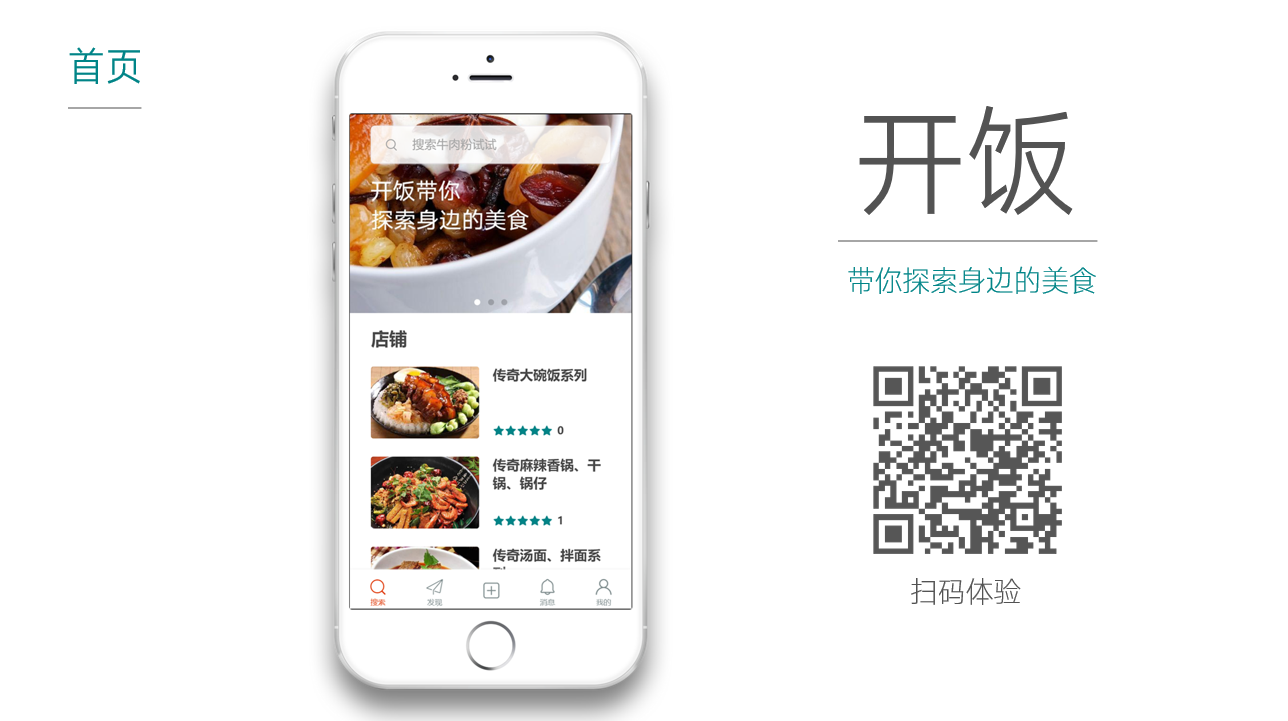 首页
搜索牛肉粉试试
开饭带你
探索身边的美食
店铺
传奇大碗饭系列
0
传奇麻辣香锅、干
锅、锅仔
1
传奇汤面、拌面系
搜索
发现
消息
我的
开饭
带你探索身边的美食
扫码体验